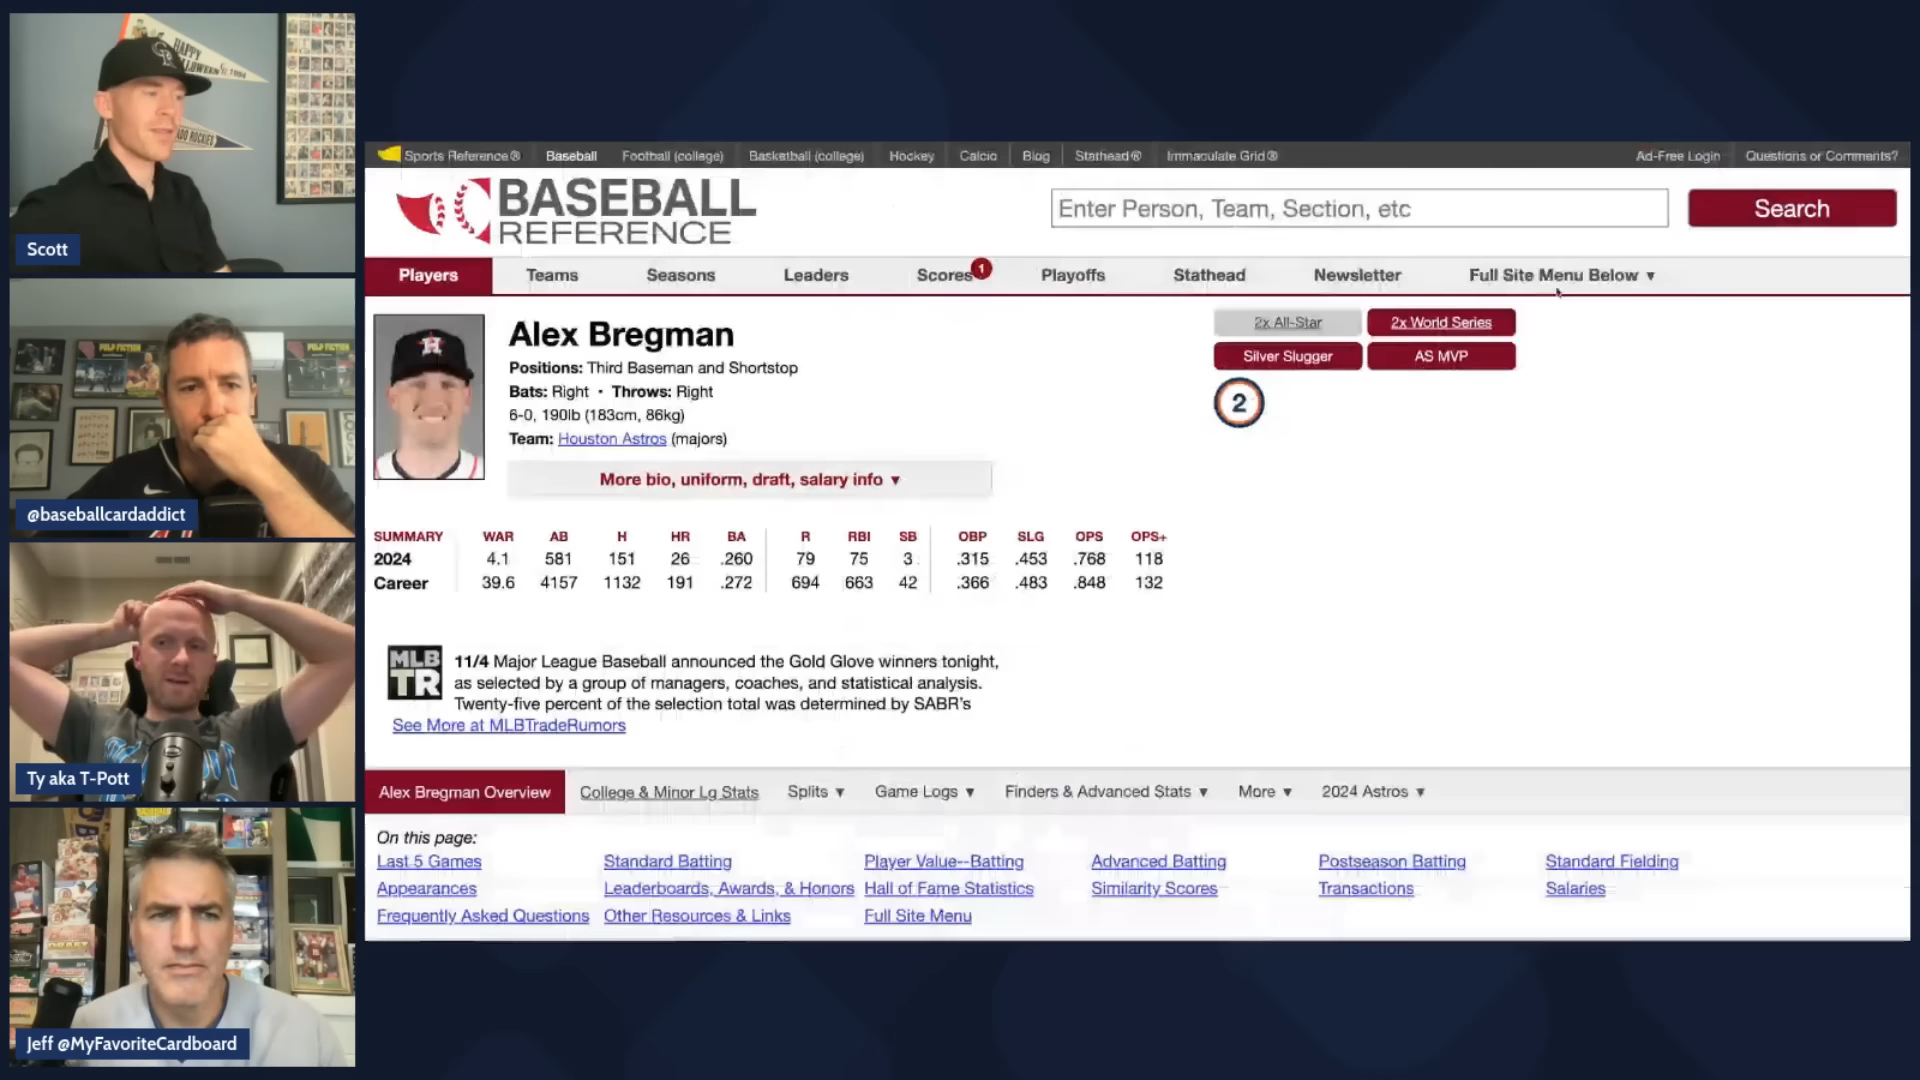 HAPPY
HALLOWEEN 1994
ROCKIES
Scott
PULP FICTION
PULP FICTION
@baseballcardaddict
Ty aka T-Pott
Jeff @MyFavoriteCardboard
Sports Reference® Baseball Football (college) Basketball (college) Hockey Calcio Blog Stathead® Immaculate Grid® Ad-Free Login Questions or Comments?
BASEBALL
REFERENCE
Enter Person, Team, Section, etc Search
Players Teams Seasons Leaders Scores 1 Playoffs Stathead Newsletter Full Site Menu Below ▼
Alex Bregman
Positions: Third Baseman and Shortstop
Bats: Right • Throws: Right
6-0, 190lb (183cm, 86kg)
Team: Houston Astros (majors)
More bio, uniform, draft, salary info ▼
2x All-Star 2x World Series
Silver Slugger AS MVP
2
SUMMARY WAR AB H HR BA R RBI SB OBP SLG OPS OPS+
2024 4.1 581 151 26 .260 79 75 3 .315 .453 .768 118
Career 39.6 4157 1132 191 .272 694 663 42 .366 .483 .848 132
MLB
TR
11/4 Major League Baseball announced the Gold Glove winners tonight,
as selected by a group of managers, coaches, and statistical analysis.
Twenty-five percent of the selection total was determined by SABR's
See More at MLBTradeRumors
Alex Bregman Overview College & Minor Lg Stats Splits ▼ Game Logs ▼ Finders & Advanced Stats ▼ More ▼ 2024 Astros ▼
On this page:
Last 5 Games Standard Batting Player Value--Batting Advanced Batting Postseason Batting Standard Fielding
Appearances Leaderboards, Awards, & Honors Hall of Fame Statistics Similarity Scores Transactions Salaries
Frequently Asked Questions Other Resources & Links Full Site Menu